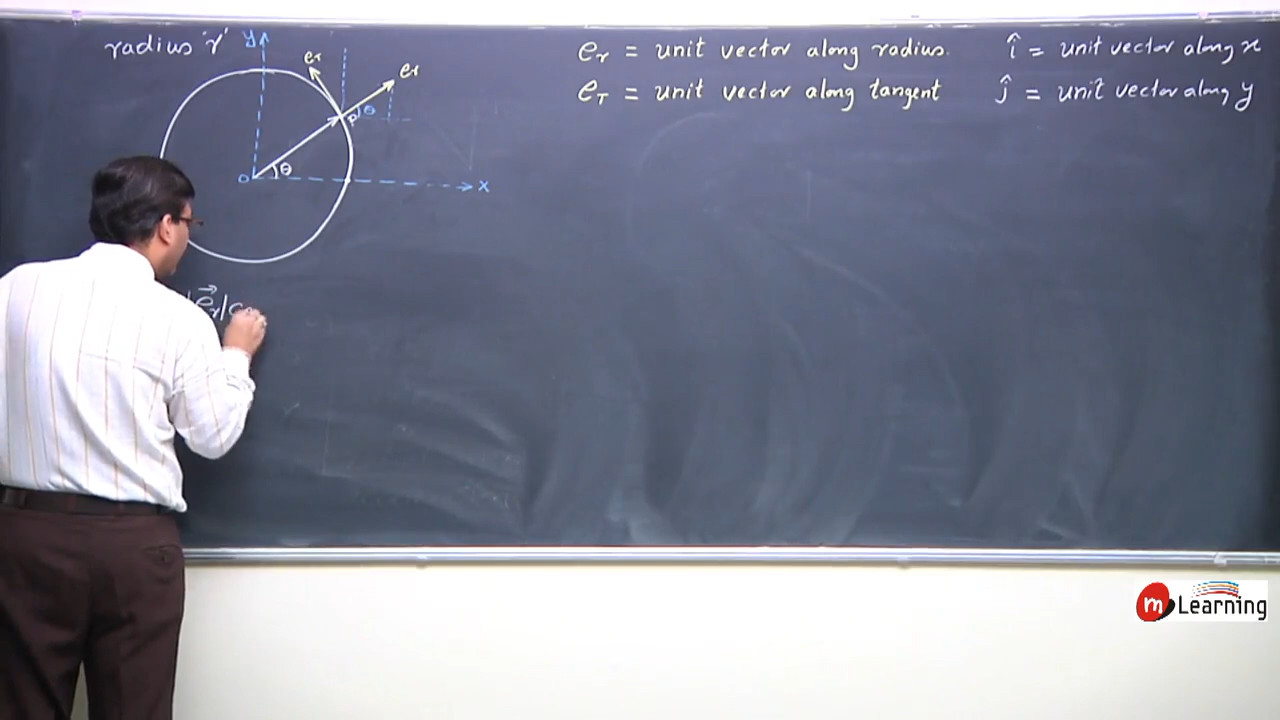 radius 'r'
y
er
er
θ
P
θ
O
x
er = unit vector along radius.
eT = unit vector along tangent
î = unit vector along x
ĵ = unit vector along y
|e⃗r|co
m Learning